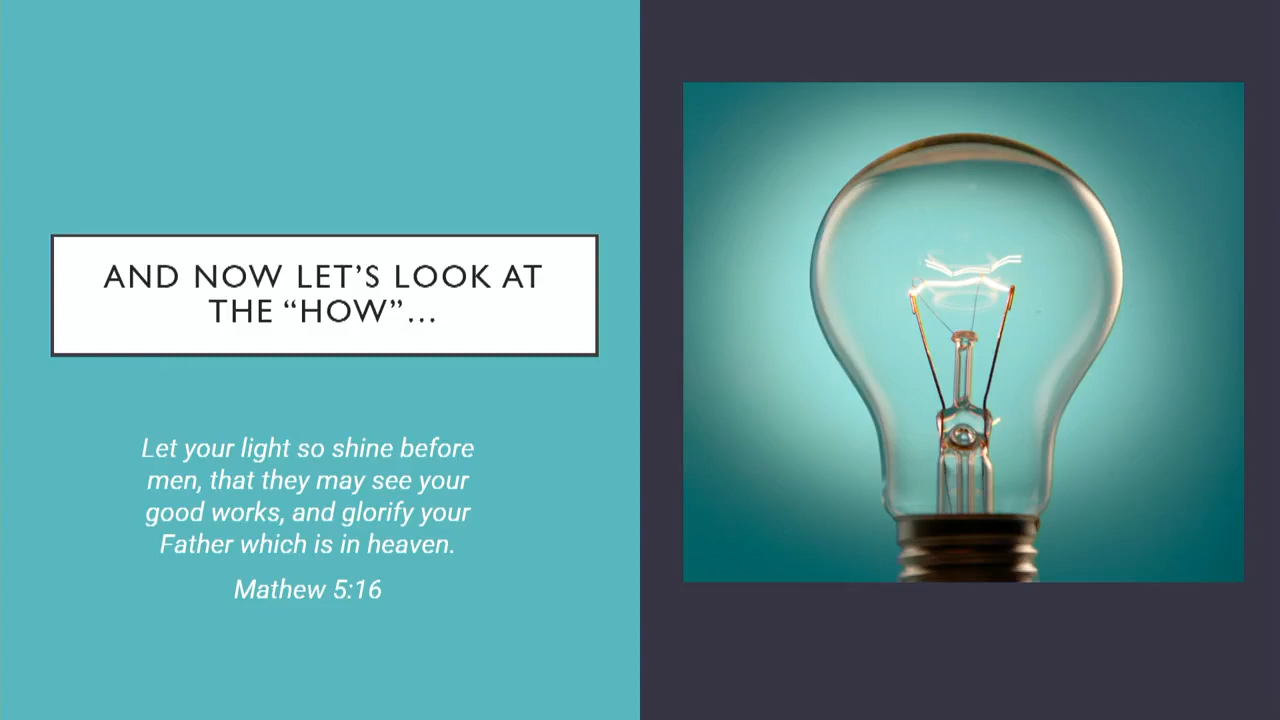 AND NOW LET’S LOOK AT
THE “HOW”...
Let your light so shine before
men, that they may see your
good works, and glorify your
Father which is in heaven.
Mathew 5:16